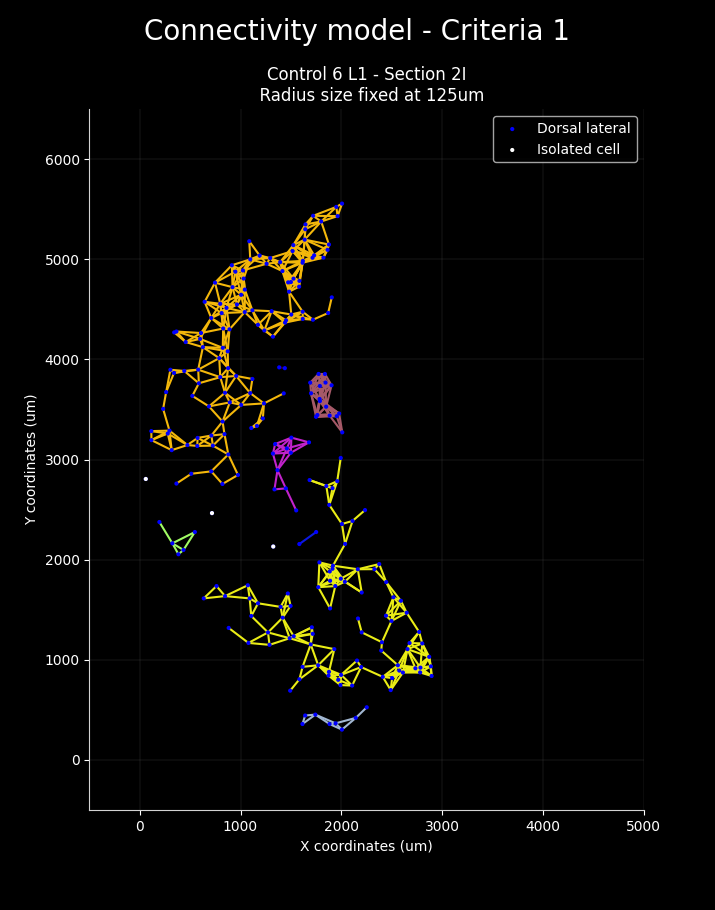 Connectivity model - Criteria 1
Control 6 L1 - Section 2I
Radius size fixed at 125um
Dorsal lateral
Isolated cell
6000
5000
4000
3000
2000
1000
0
Y coordinates (um)
0 1000 2000 3000 4000 5000
X coordinates (um)